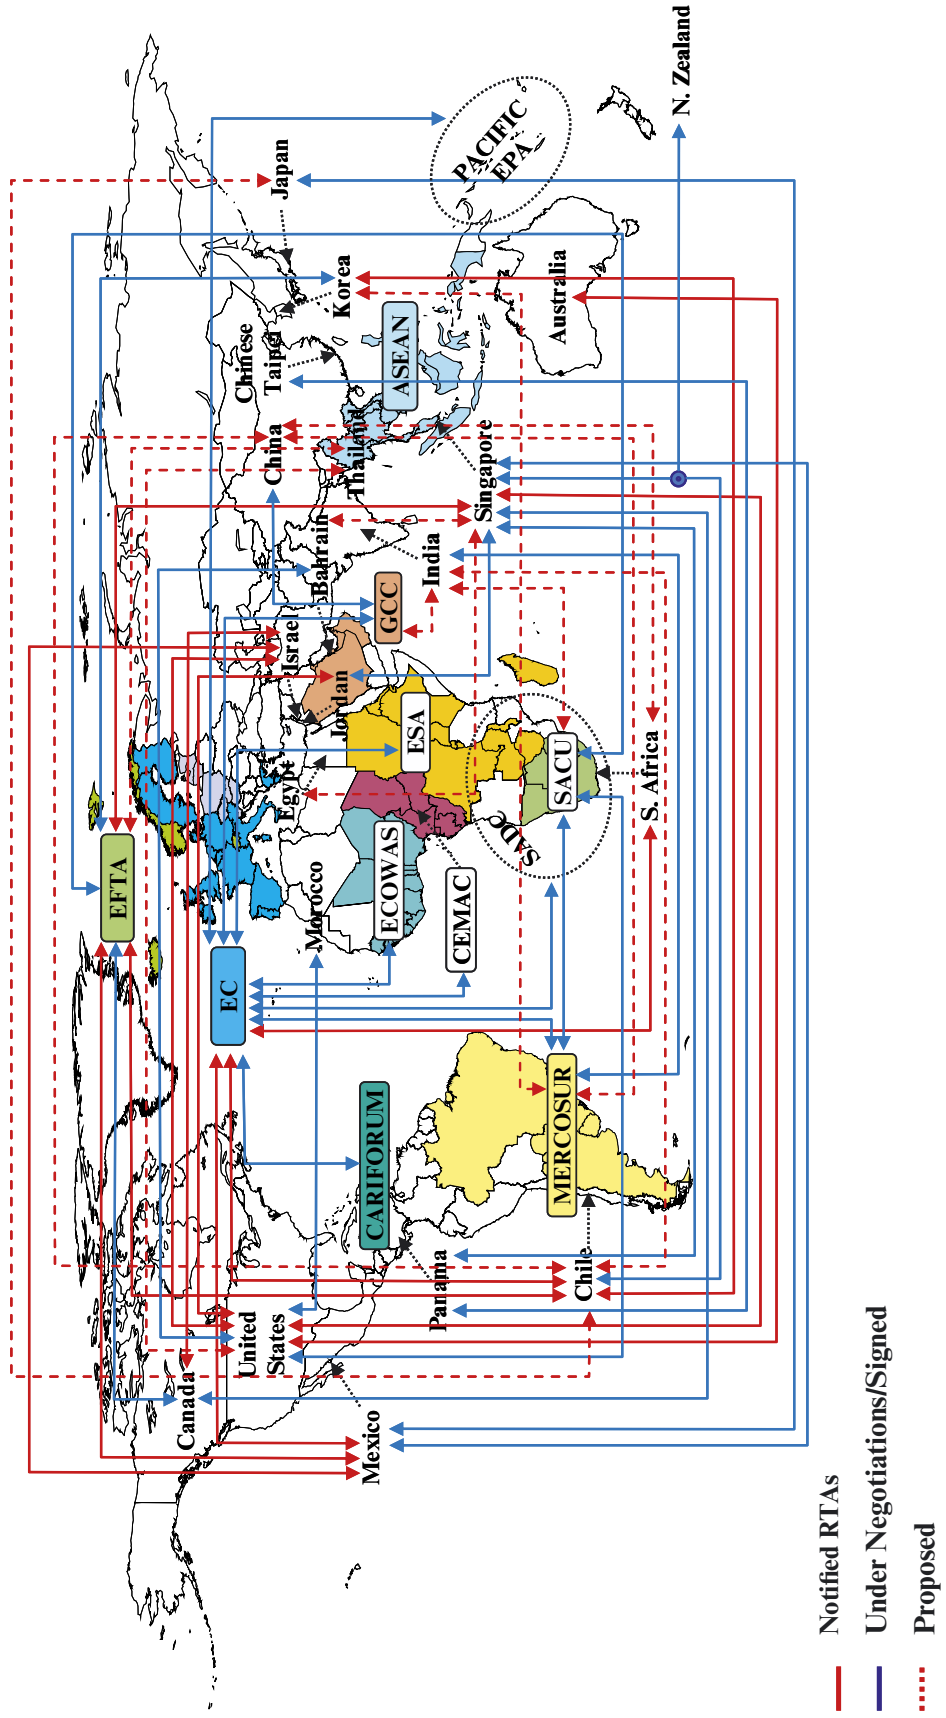 EFTA
Canada
United
States
Mexico
EC
CARIFORUM
Panama
Chile
MERCOSUR
Morocco
ECOWAS
CEMAC
Egypt
Israel
Jordan
Bahrain
GCC
ESA
SADC
SACU
S. Africa
India
China
Chinese
Taipei
Thailand
Korea
Japan
ASEAN
Singapore
PACIFIC
EPA
Australia
N. Zealand
Notified RTAs
Under Negotiations/Signed
Proposed